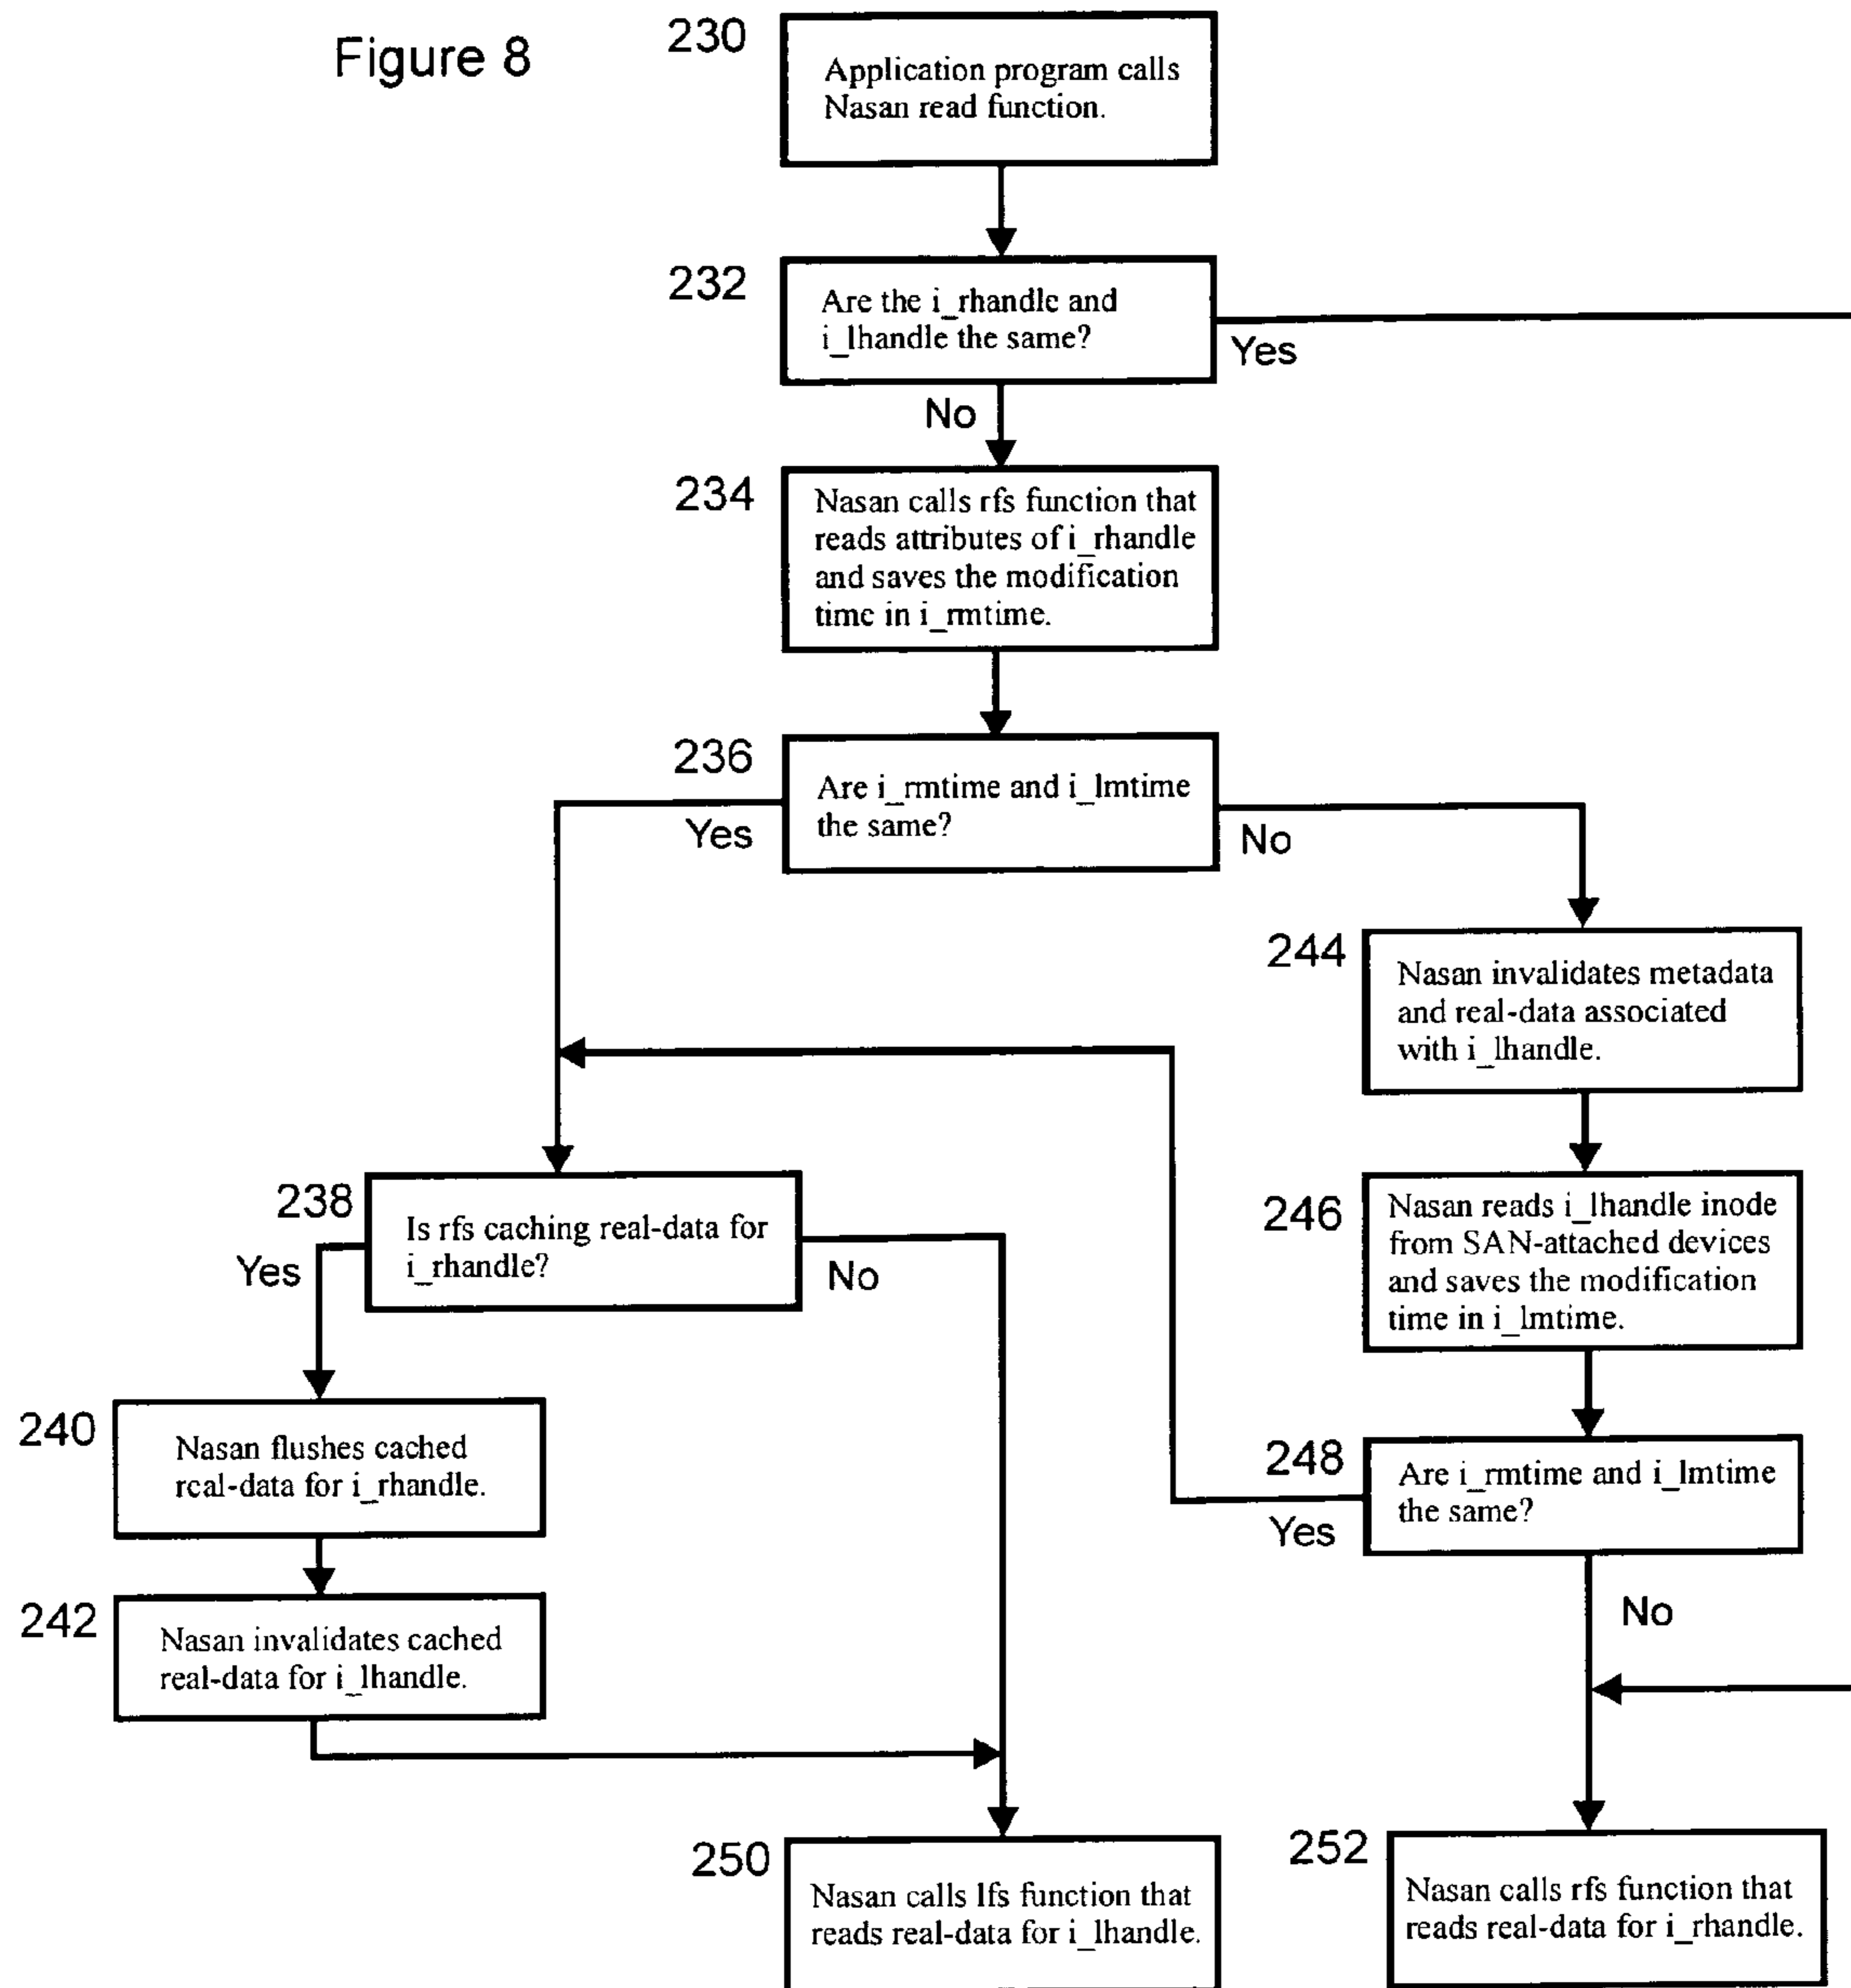 Figure 8
230
Application program calls
Nasan read function.
232
Are the i_rhandle and
i_lhandle the same?
Yes
No
234
Nasan calls rfs function that
reads attributes of i_rhandle
and saves the modification
time in i_rmtime.
236
Are i_rmtime and i_lmtime
the same?
Yes
No
244
Nasan invalidates metadata
and real-data associated
with i_lhandle.
238
Is rfs caching real-data for
i_rhandle?
Yes
No
246
Nasan reads i_lhandle inode
from SAN-attached devices
and saves the modification
time in i_lmtime.
240
Nasan flushes cached
real-data for i_rhandle.
248
Are i_rmtime and i_lmtime
the same?
Yes
No
242
Nasan invalidates cached
real-data for i_lhandle.
250
Nasan calls lfs function that
reads real-data for i_lhandle.
252
Nasan calls rfs function that
reads real-data for i_rhandle.